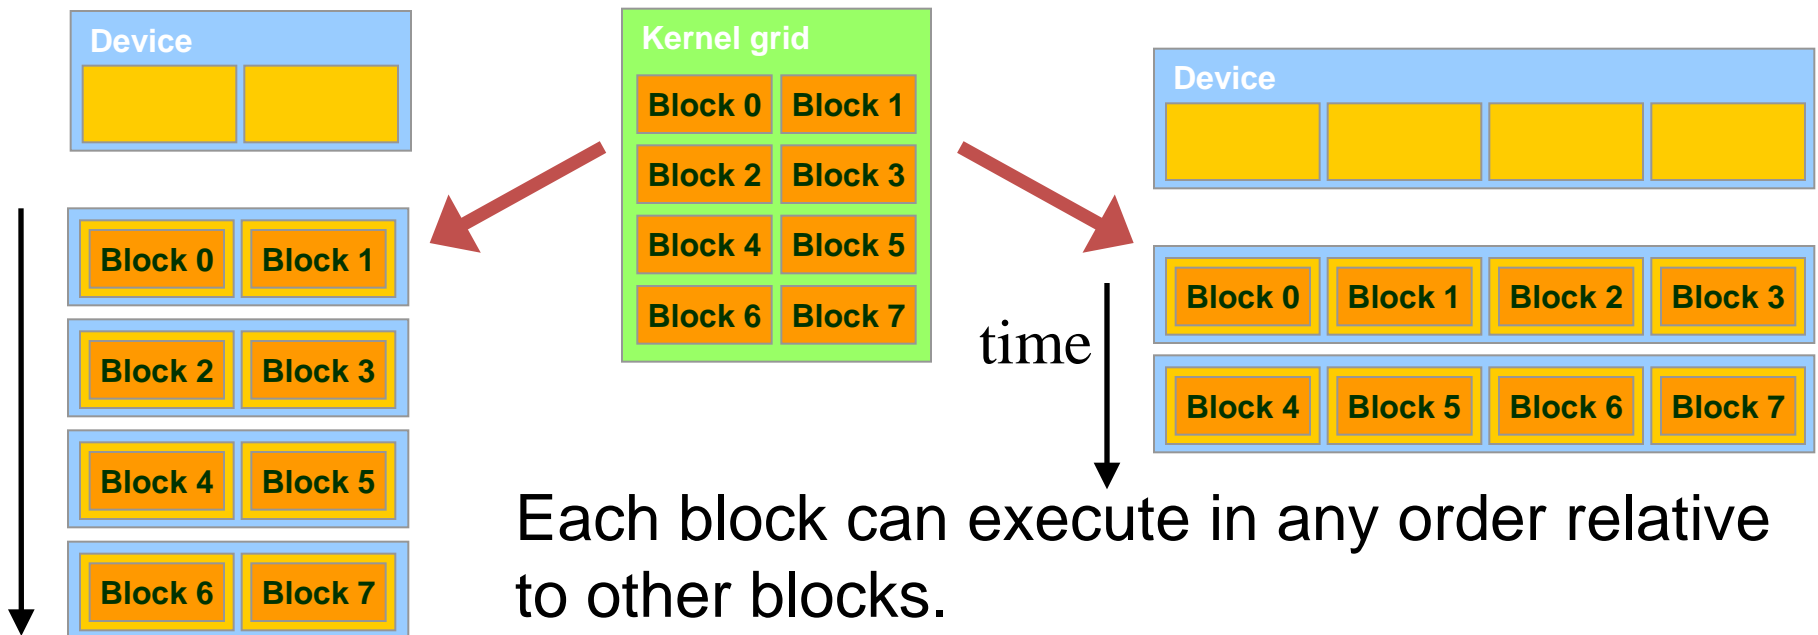 Device
Block 0 Block 1
Block 2 Block 3
Block 4 Block 5
Block 6 Block 7
Kernel grid
Block 0 Block 1
Block 2 Block 3
Block 4 Block 5
Block 6 Block 7
Device
time
Block 0 Block 1 Block 2 Block 3
Block 4 Block 5 Block 6 Block 7
Each block can execute in any order relative
to other blocks.